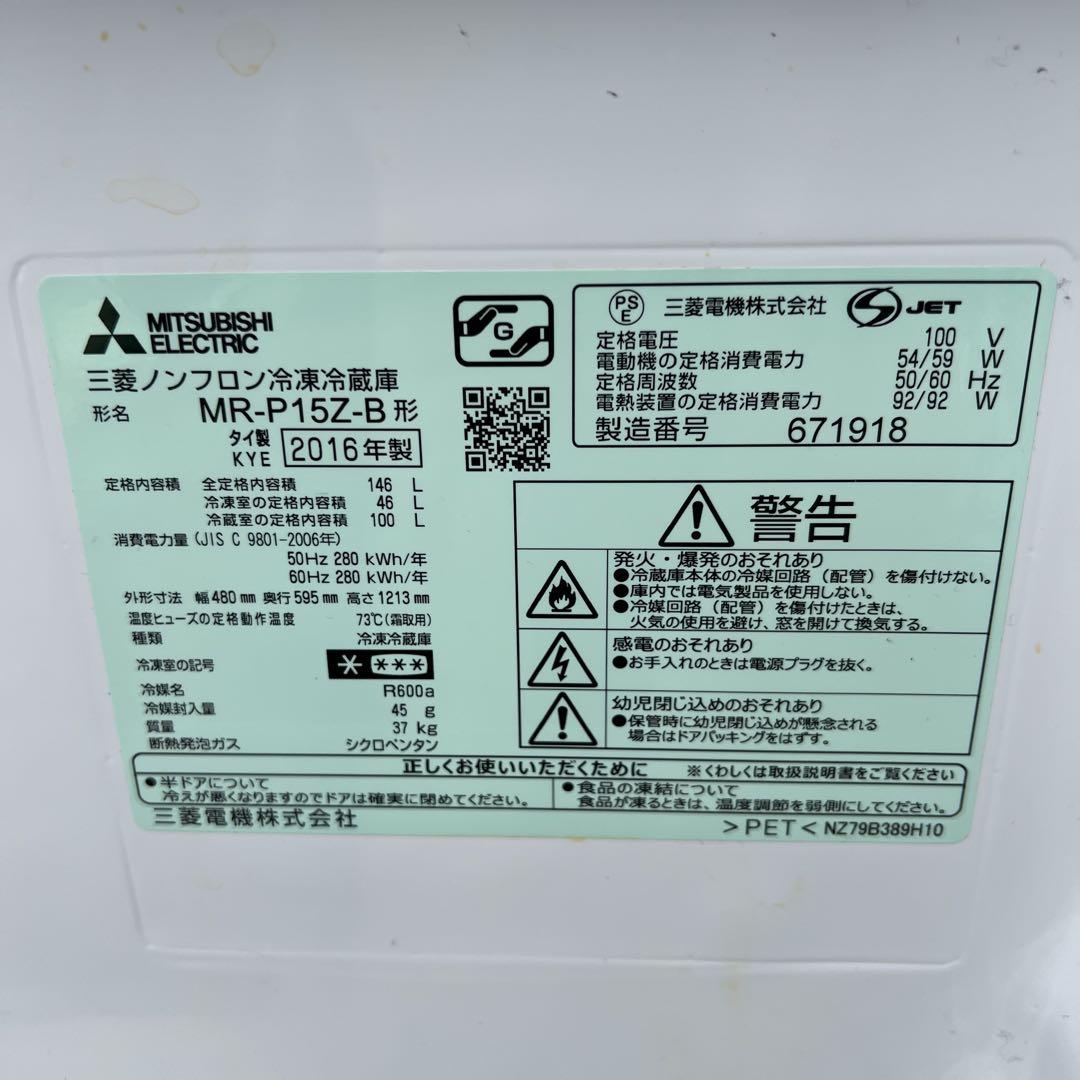 MITSUBISHI
ELECTRIC
G
三菱ノンフロン冷凍冷蔵庫
形名 MR-P15Z-B 形
タイ製
KYE 2016年製
定格内容積 全定格内容積 146 L
冷凍室の定格内容積 46 L
冷蔵室の定格内容積 100 L
消費電力量 (JIS C 9801-2006年)
50Hz 280 kWh/年
60Hz 280 kWh/年
外形寸法 幅 480 mm 奥行 595 mm 高さ 1213 mm
温度ヒューズの定格動作温度 73℃(霜取用)
種類 冷凍冷蔵庫
冷凍室の記号 * ***
冷媒名 R600a
冷媒封入量 45 g
質量 37 kg
断熱発泡ガス シクロペンタン
PS
E 三菱電機株式会社 S JET
定格電圧 100 V
電動機の定格消費電力 54/59 W
定格周波数 50/60 Hz
電熱装置の定格消費電力 92/92 W
製造番号 671918
警告
発火・爆発のおそれあり
●冷蔵庫本体の冷媒回路(配管)を傷付けない。
●庫内では電気製品を使用しない。
●冷媒回路(配管)を傷付けたときは、
火気の使用を避け、窓を開けて換気する。
感電のおそれあり
●お手入れのときは電源プラグを抜く。
幼児閉じ込めのおそれあり
●保管時に幼児閉じ込めが懸念される
場合はドアパッキングをはずす。
正しくお使いいただくために ※くわしくは取扱説明書をご覧ください
●半ドアについて
冷えが悪くなりますのでドアは確実に閉めてください。
●食品の凍結について
食品が凍るときは、温度調節を弱側にしてください。
三菱電機株式会社
>PET< NZ79B389H10